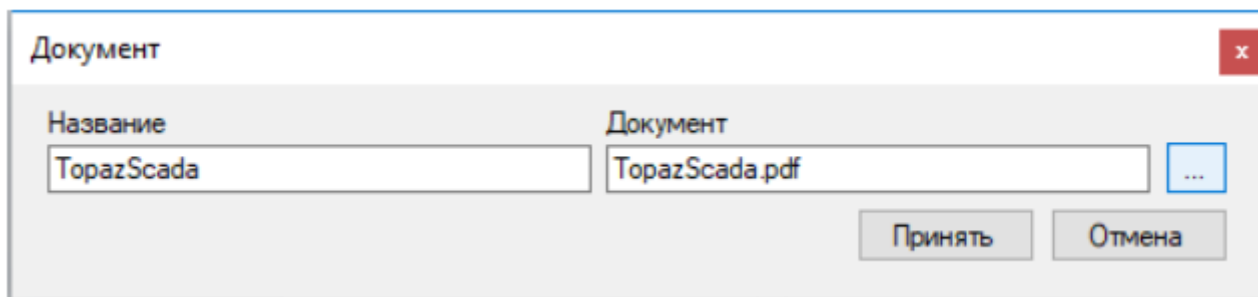 Документ
x
Название Документ
TopazScada TopazScada.pdf ...
Принять Отмена